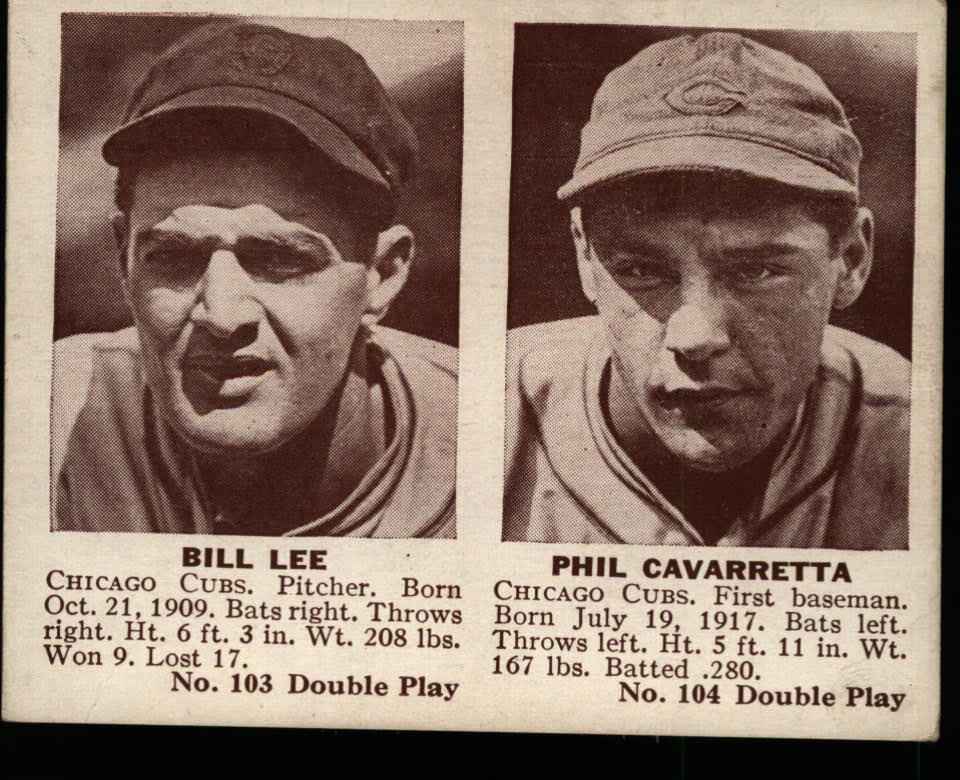 BILL LEE
CHICAGO CUBS. Pitcher. Born
Oct. 21, 1909. Bats right. Throws
right. Ht. 6 ft. 3 in. Wt. 208 lbs.
Won 9. Lost 17.
No. 103 Double Play
C
PHIL CAVARRETTA
CHICAGO CUBS. First baseman.
Born July 19, 1917. Bats left.
Throws left. Ht. 5 ft. 11 in. Wt.
167 lbs. Batted .280.
No. 104 Double Play